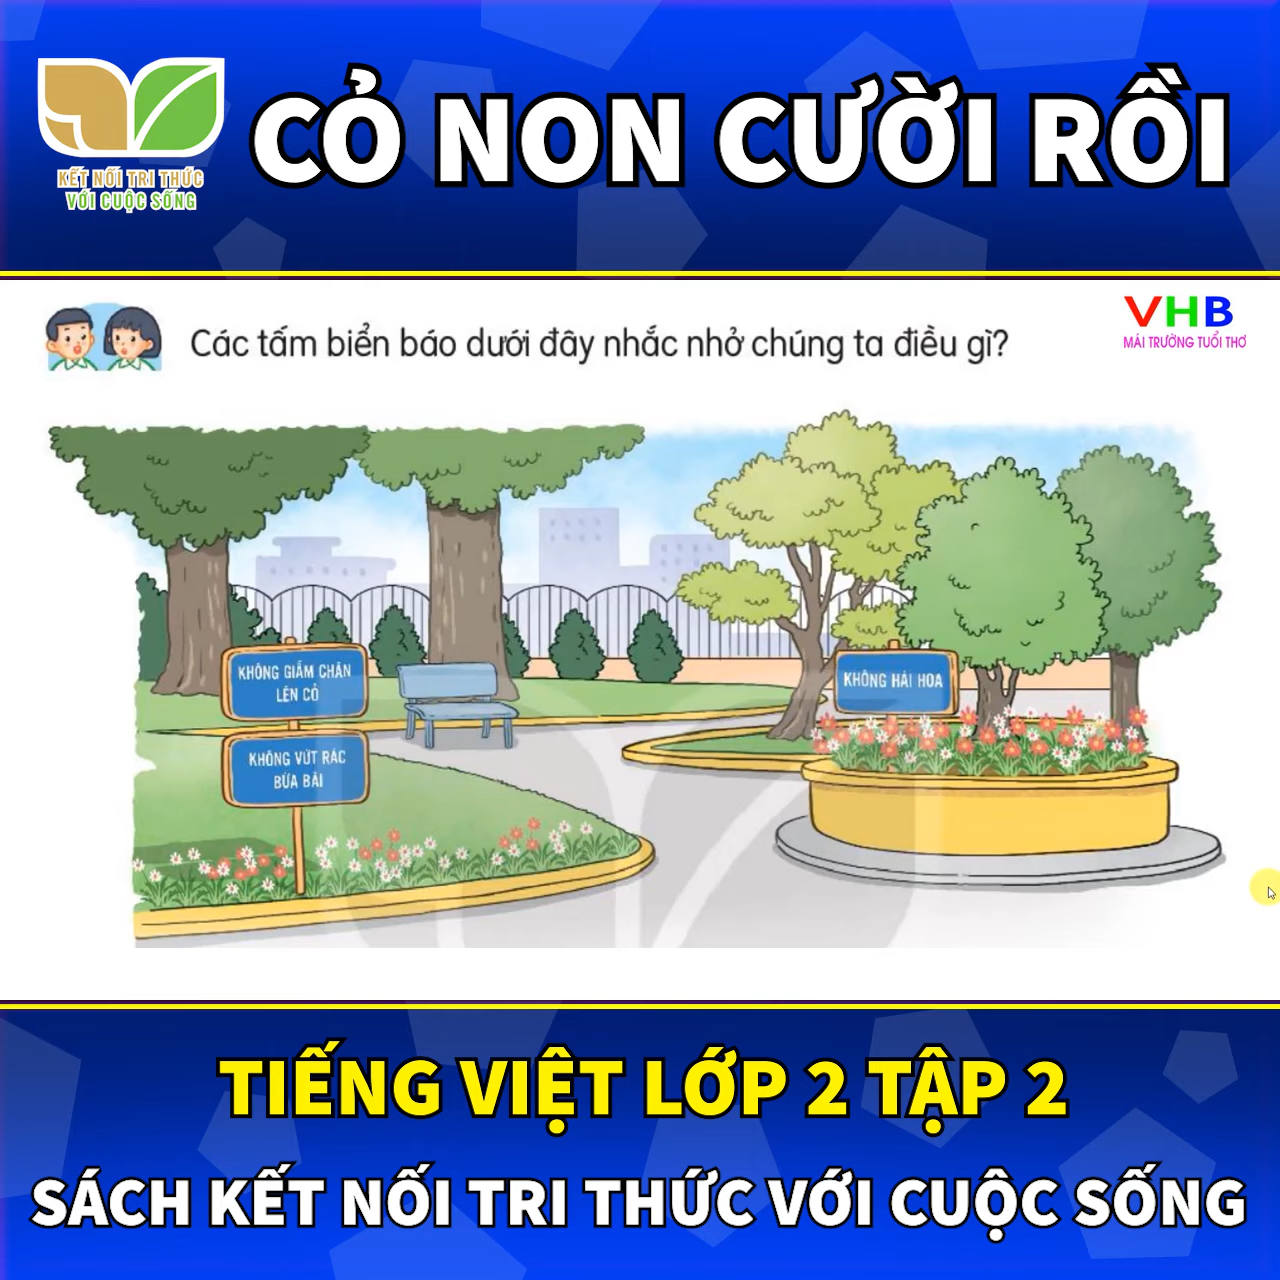 KẾT NỐI TRI THỨC
VỚI CUỘC SỐNG
CỎ NON CƯỜI RỒI
Các tấm biển báo dưới đây nhắc nhở chúng ta điều gì?
VHB
MÁI TRƯỜNG TUỔI THƠ
KHÔNG GIẪM CHÂN
LÊN CỎ
KHÔNG VỨT RÁC
BỪA BÃI
KHÔNG HÁI HOA
TIẾNG VIỆT LỚP 2 TẬP 2
SÁCH KẾT NỐI TRI THỨC VỚI CUỘC SỐNG